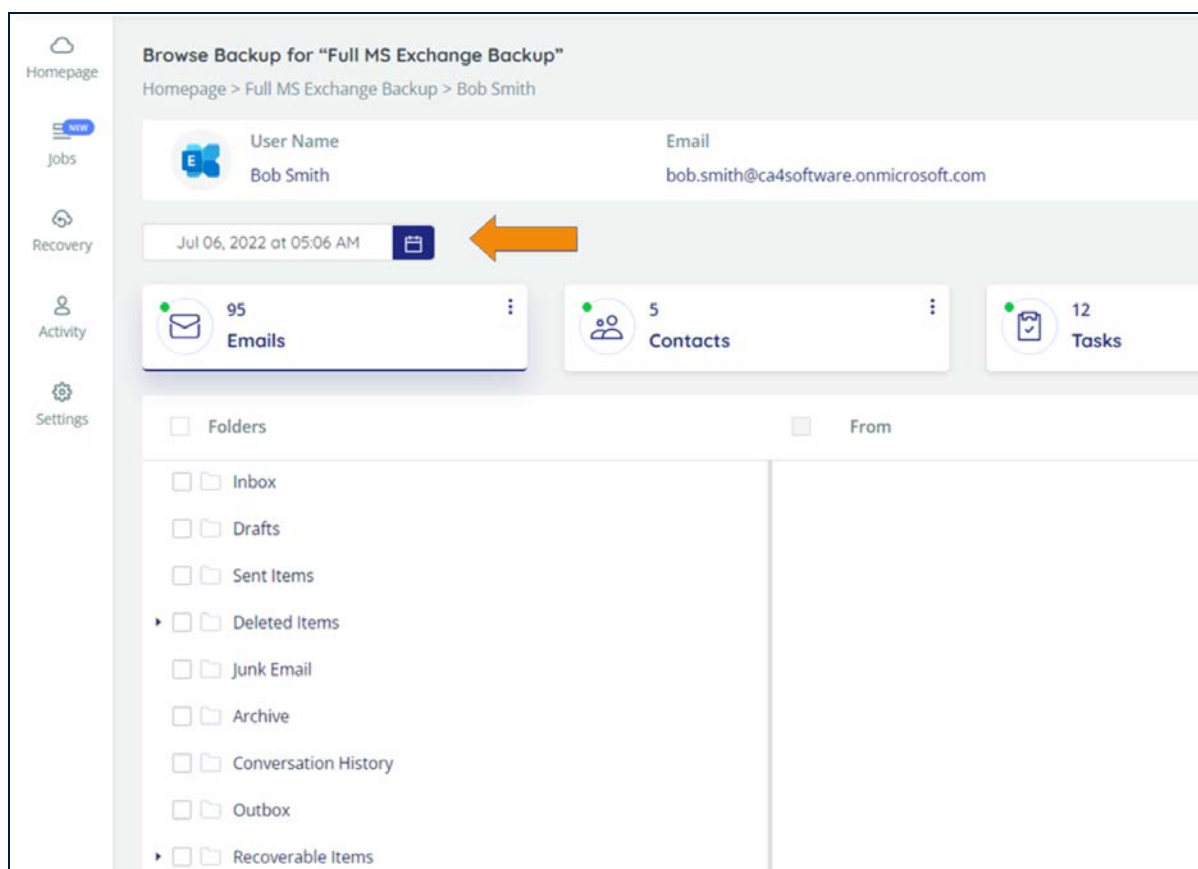 Homepage
NEW
Jobs
Recovery
Activity
Settings
Browse Backup for “Full MS Exchange Backup”
Homepage > Full MS Exchange Backup > Bob Smith
E
User Name
Bob Smith
Email
bob.smith@ca4software.onmicrosoft.com
Jul 06, 2022 at 05:06 AM
95
Emails
5
Contacts
12
Tasks
Folders
From
Inbox
Drafts
Sent Items
Deleted Items
Junk Email
Archive
Conversation History
Outbox
Recoverable Items